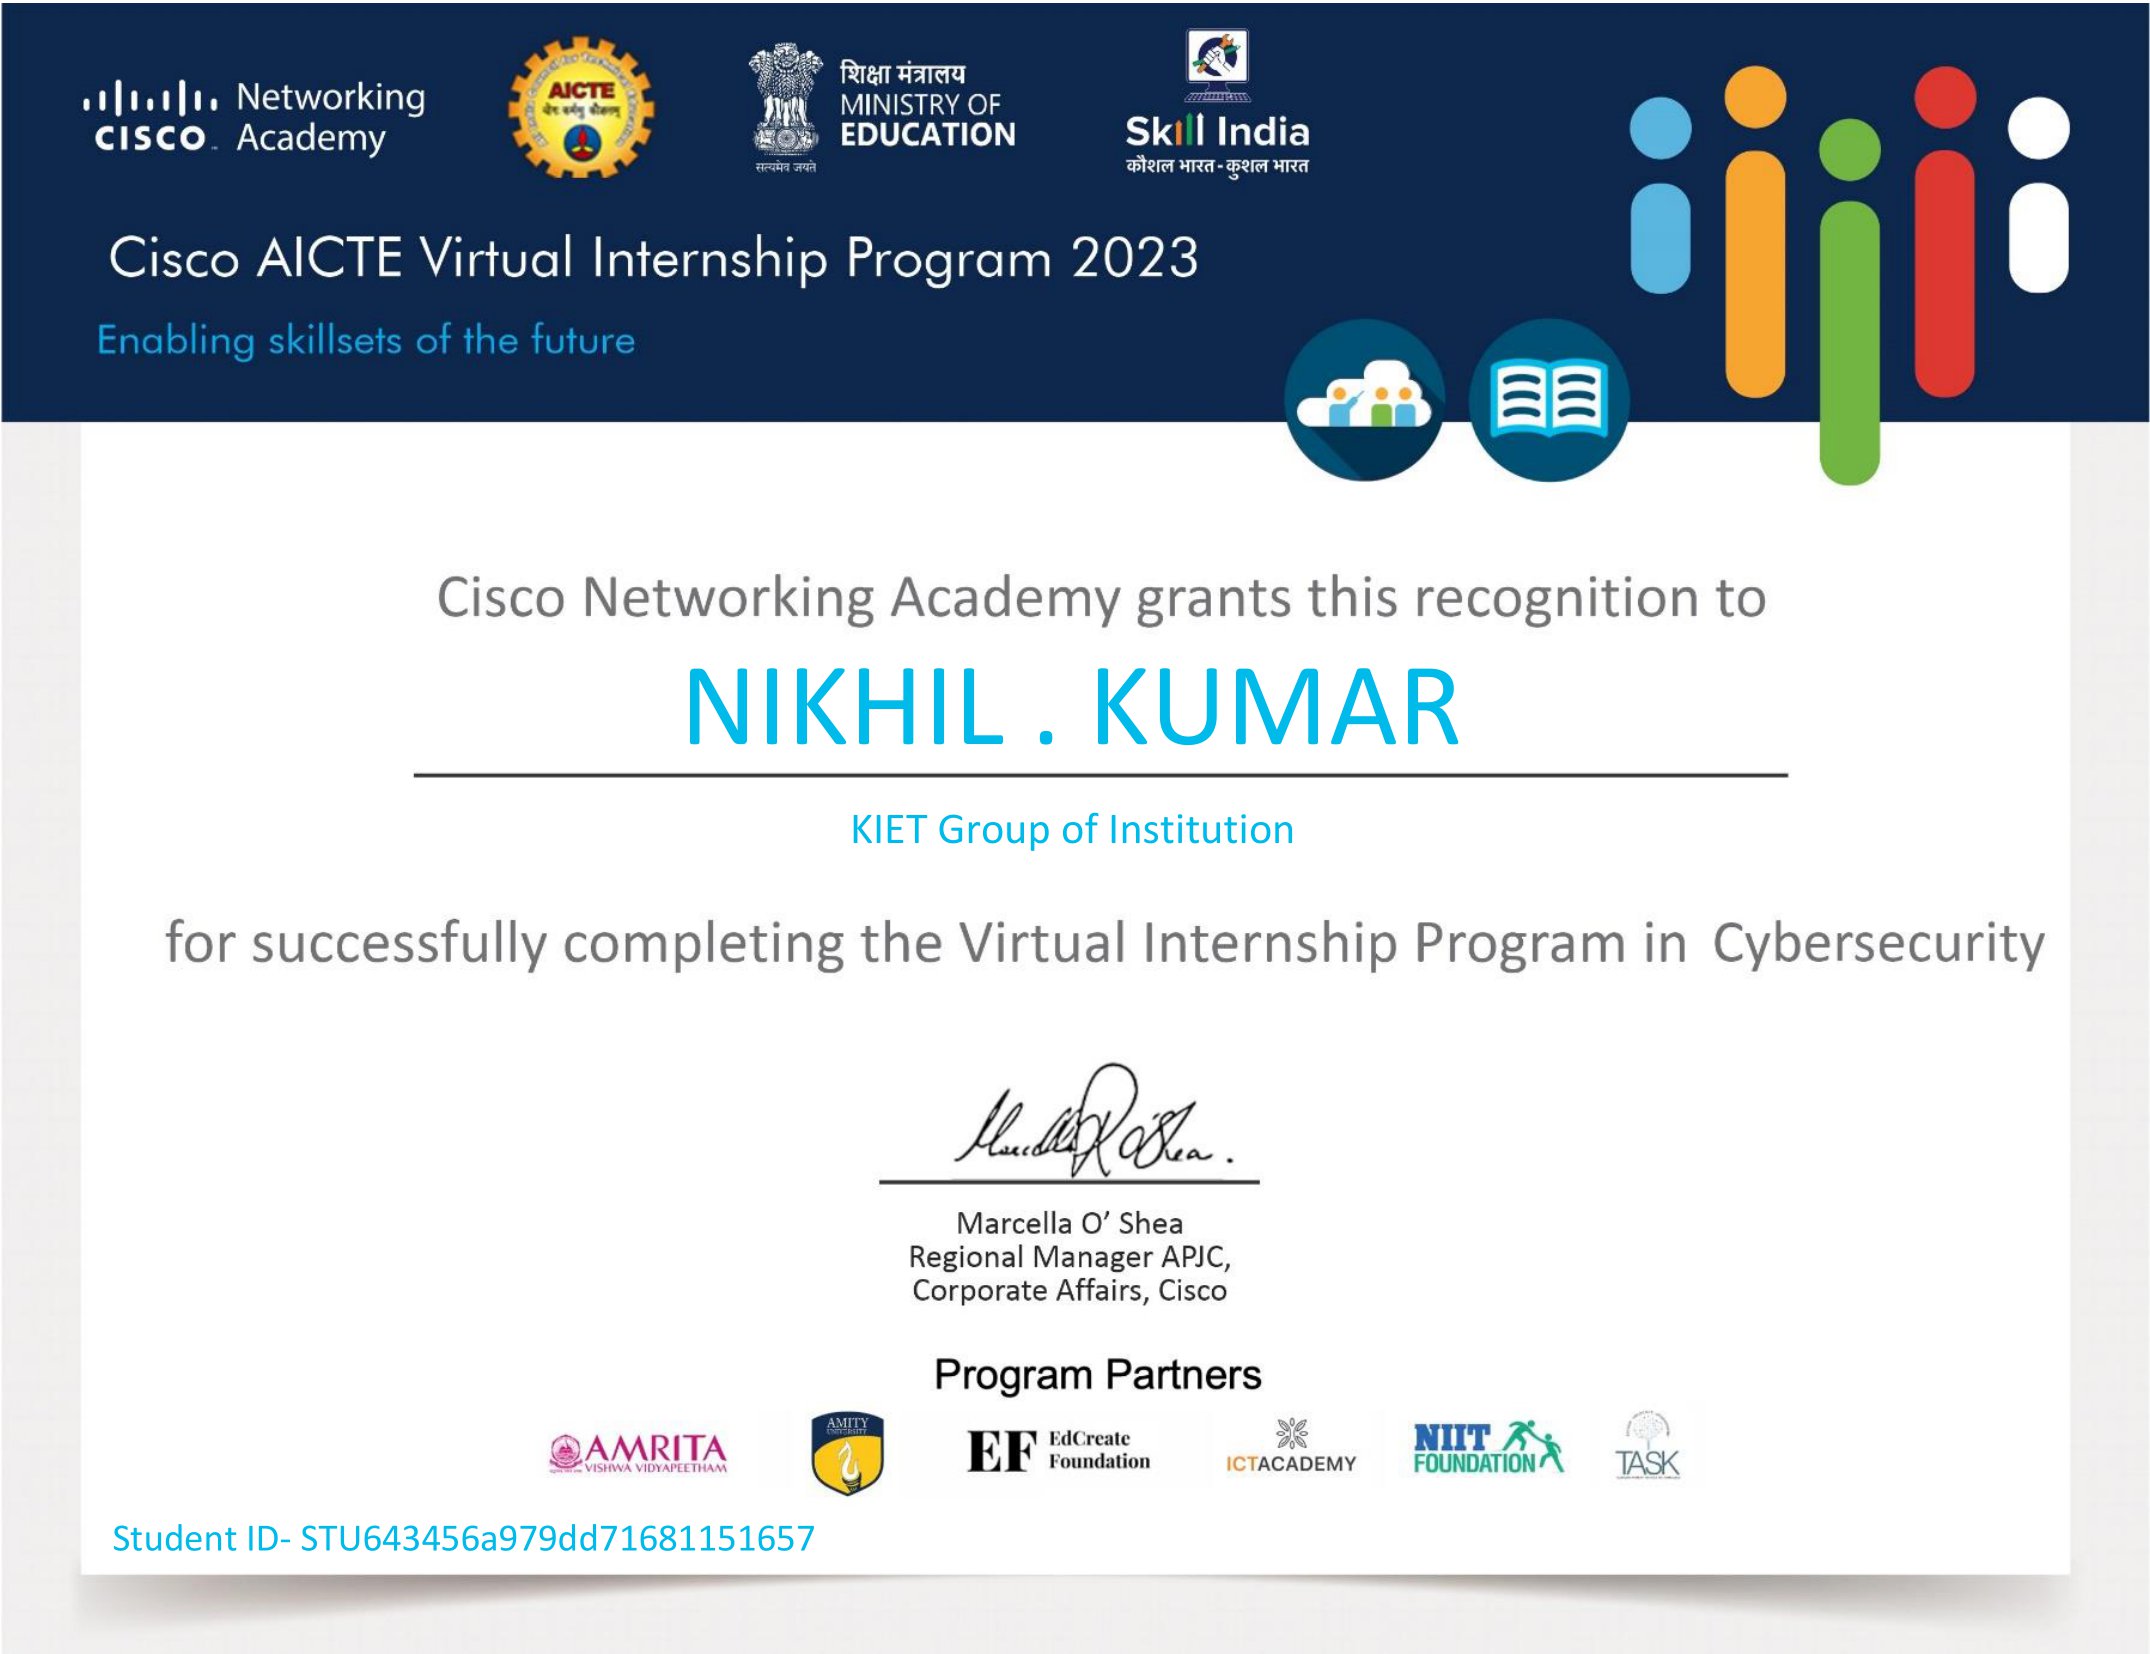 CISCO Networking Academy
AICTE
योगः कर्मसु कौशलम्
सत्यमेव जयते
शिक्षा मंत्रालय
MINISTRY OF
EDUCATION
Skill India
कौशल भारत - कुशल भारत
Cisco AICTE Virtual Internship Program 2023
Enabling skillsets of the future
Cisco Networking Academy grants this recognition to
NIKHIL . KUMAR
KIET Group of Institution
for successfully completing the Virtual Internship Program in Cybersecurity
Marcella O' Shea
Regional Manager APJC,
Corporate Affairs, Cisco
Program Partners
AMRITA
VISHWA VIDYAPEETHAM
AMITY
UNIVERSITY
EF EdCreate
Foundation
ICTACADEMY
NIIT
FOUNDATION
TASK
Student ID- STU643456a979dd71681151657